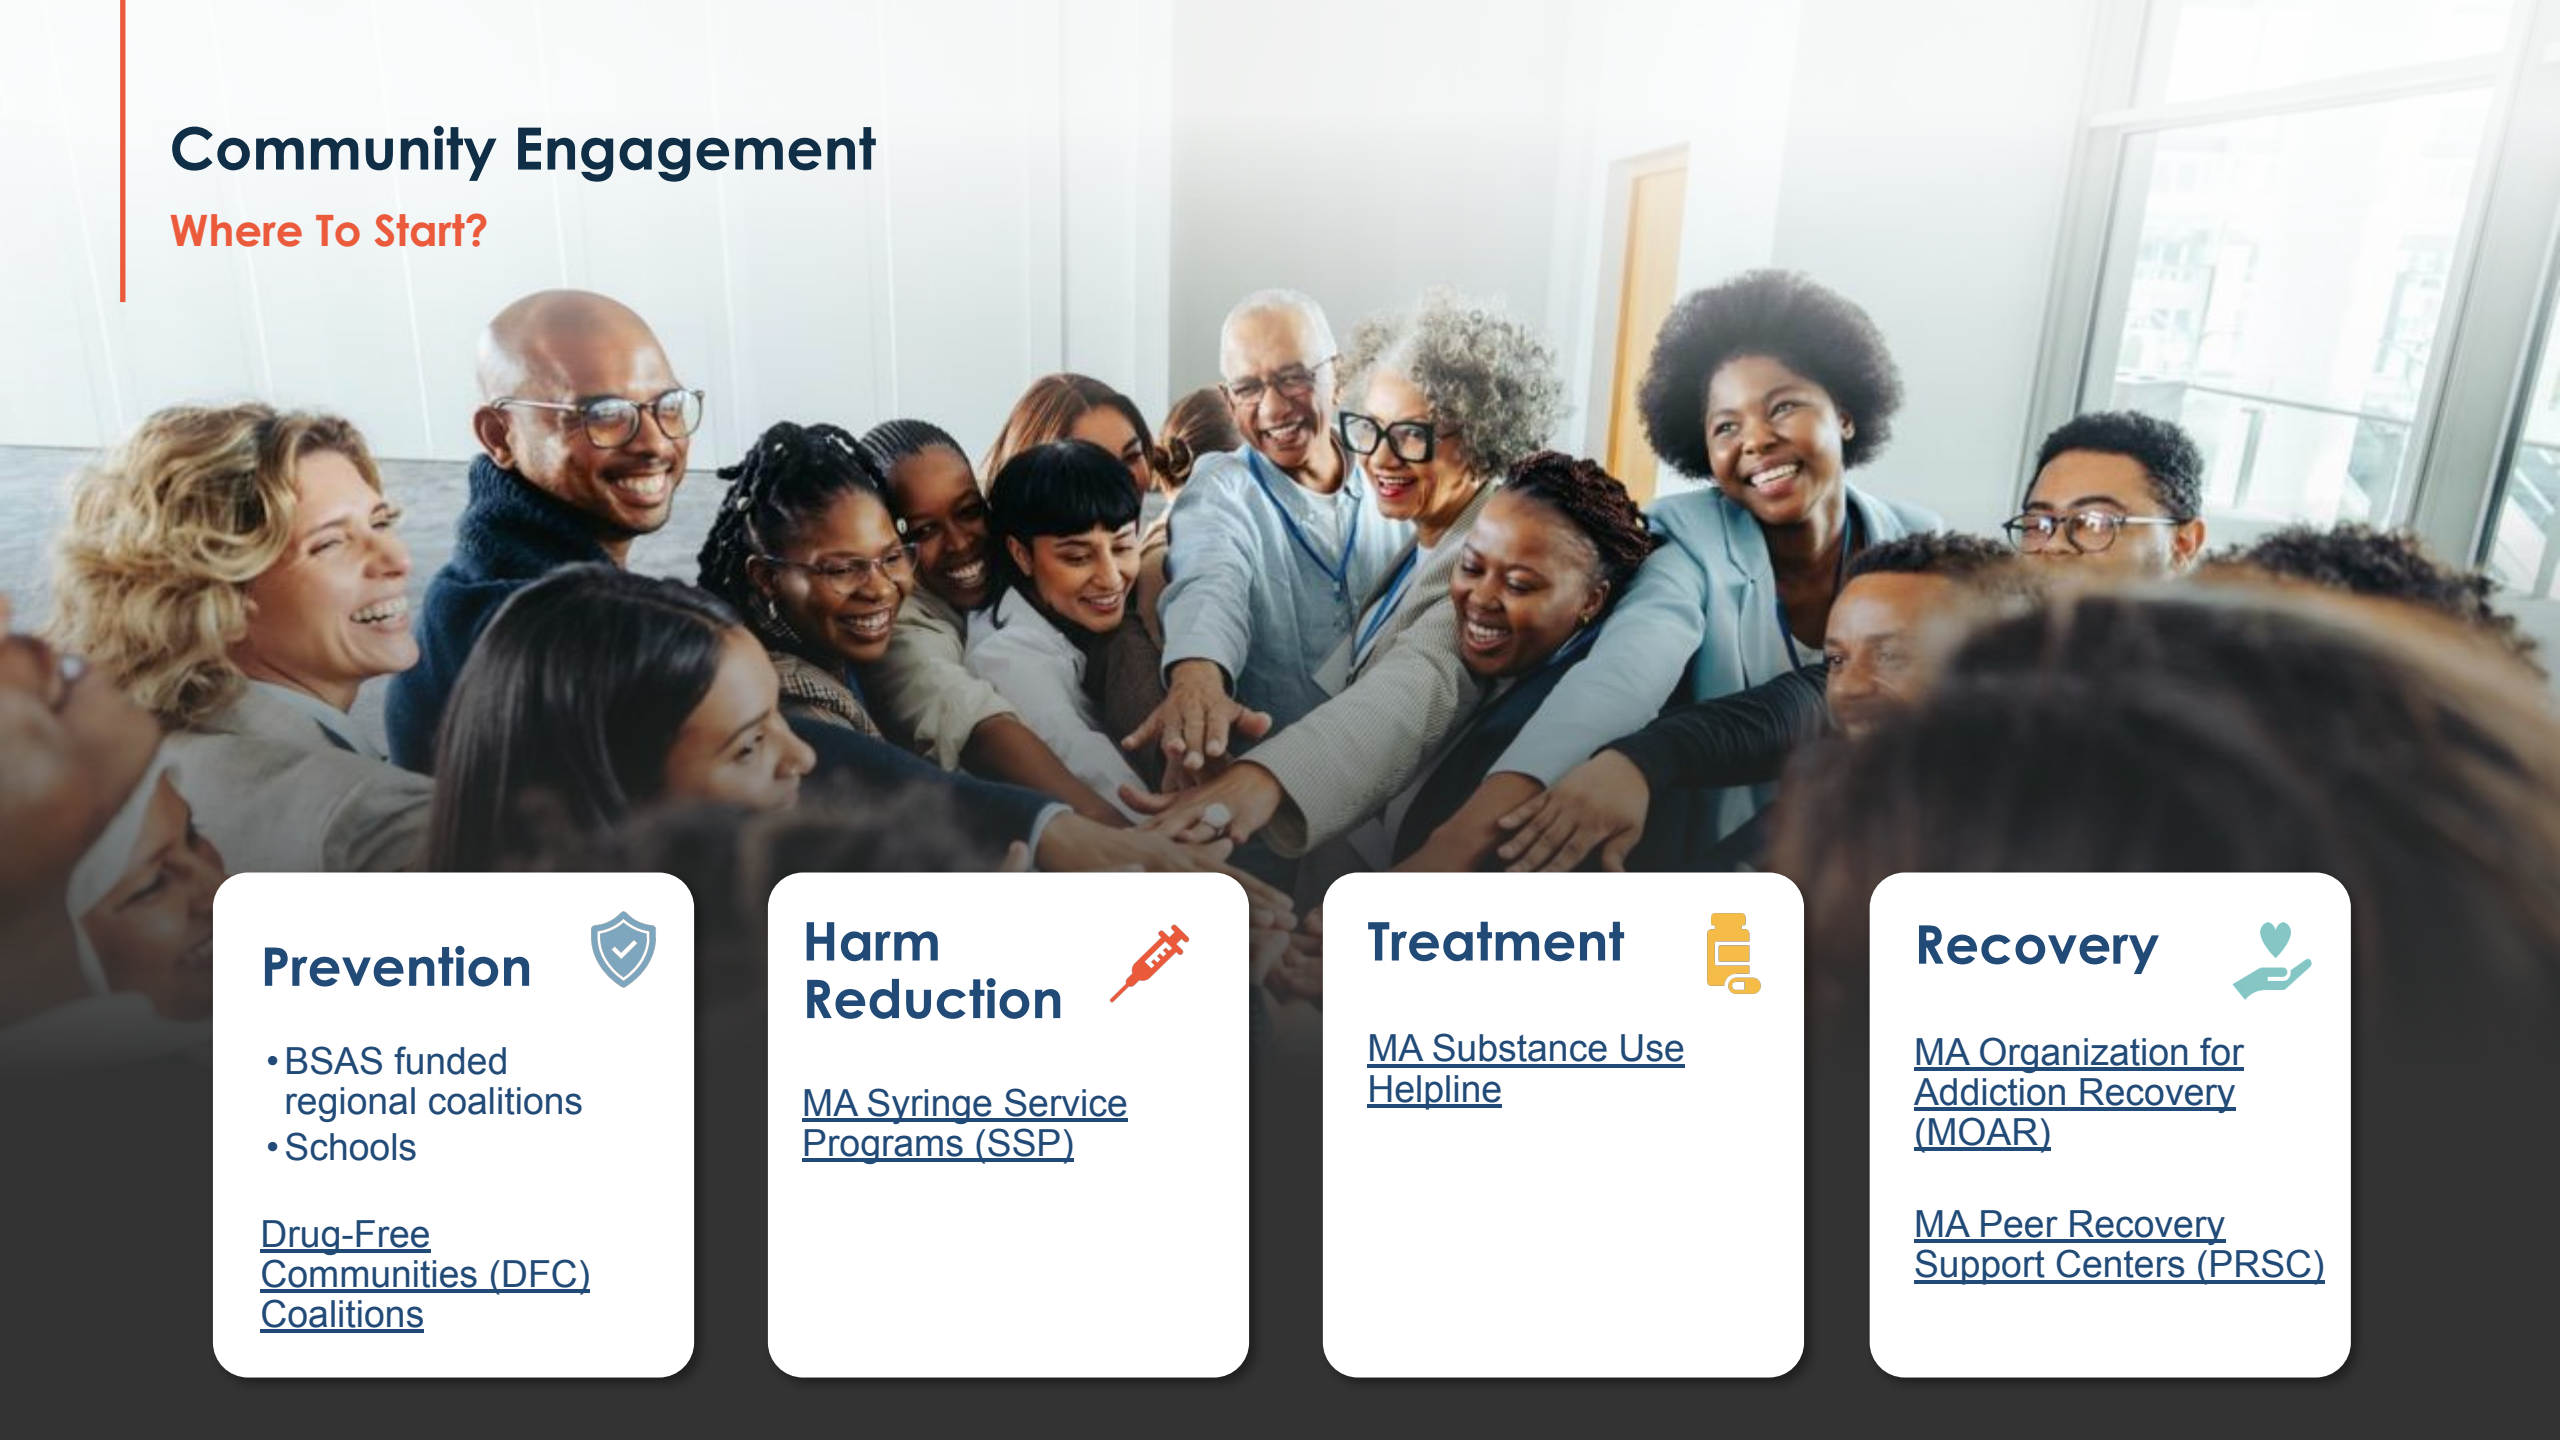 Community Engagement
Where To Start?
Prevention
•BSAS funded
regional coalitions
•Schools
Drug-Free
Communities (DFC)
Coalitions
Harm
Reduction
MA Syringe Service
Programs (SSP)
Treatment
MA Substance Use
Helpline
Recovery
MA Organization for
Addiction Recovery
(MOAR)
MA Peer Recovery
Support Centers (PRSC)